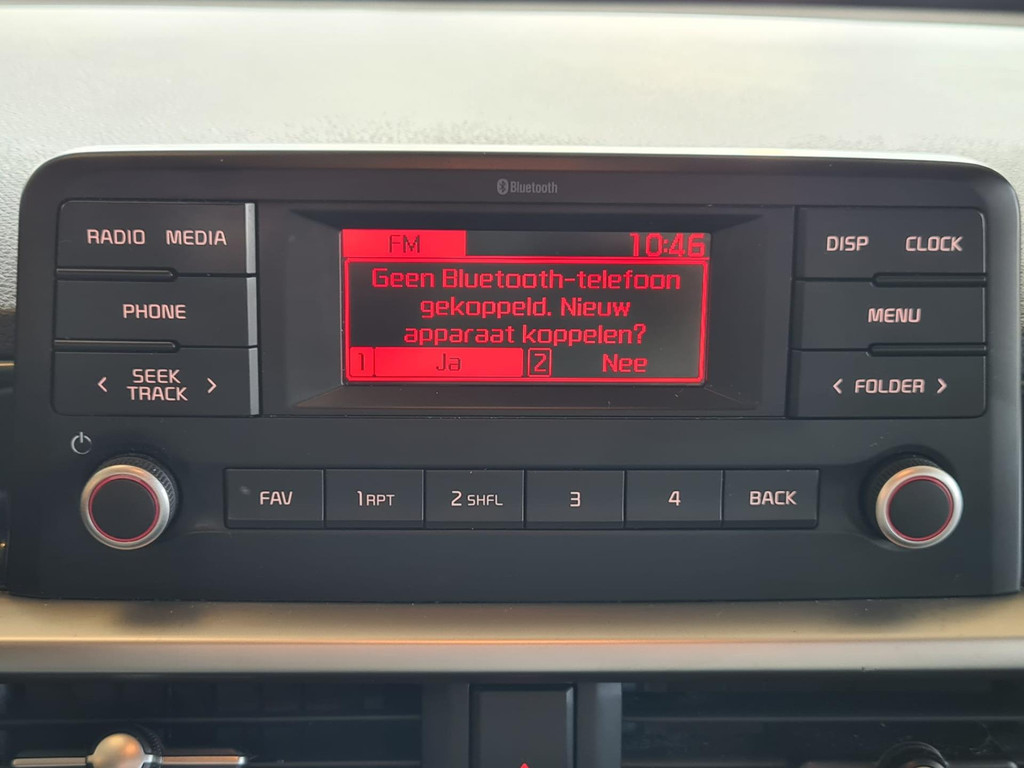 Bluetooth
RADIO MEDIA
PHONE
< SEEK >
TRACK
FM 10:46
Geen Bluetooth-telefoon
gekoppeld. Nieuw
apparaat koppelen?
1 Ja 2 Nee
DISP CLOCK
MENU
< FOLDER >
FAV 1 RPT 2 SHFL 3 4 BACK